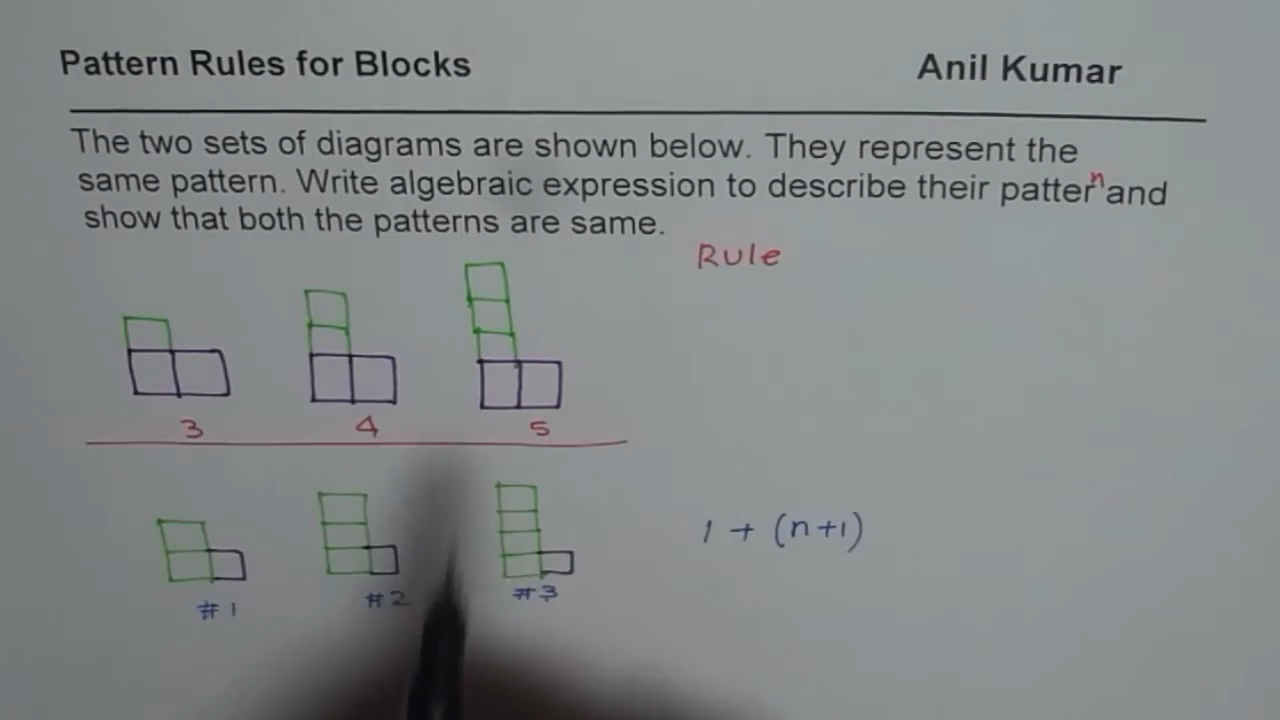 Pattern Rules for Blocks Anil Kumar
The two sets of diagrams are shown below. They represent the
same pattern. Write algebraic expression to describe their pattern and
show that both the patterns are same.
Rule
3 4 5
1 + (n+1)
#1 #2 #3